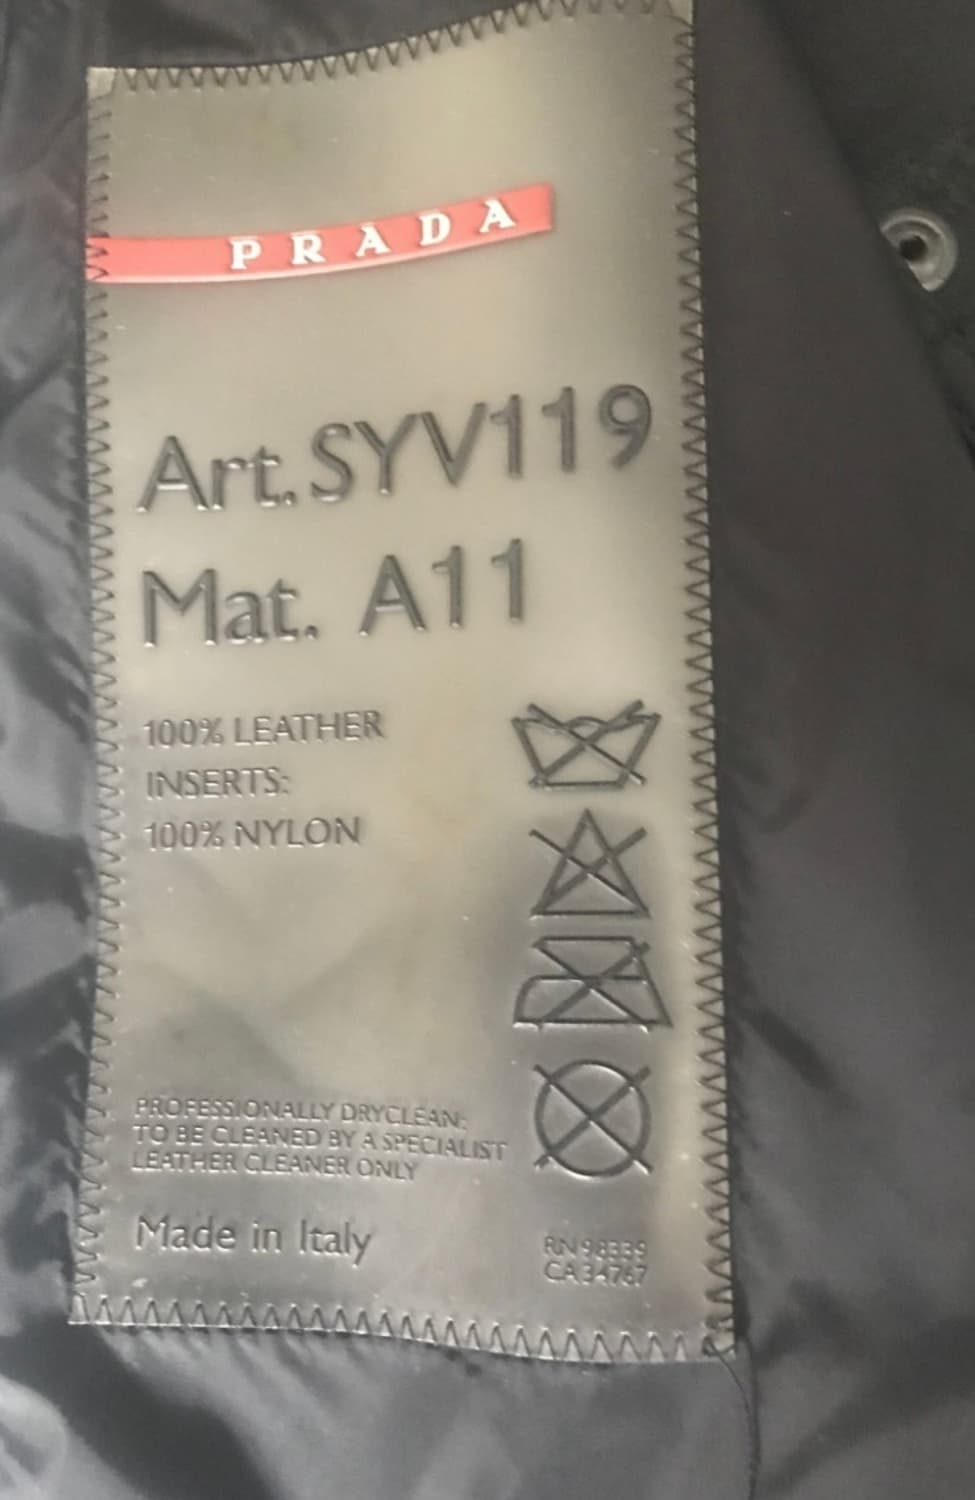 PRADA
Art. SYV119
Mat. A11
100% LEATHER
INSERTS:
100% NYLON
PROFESSIONALLY DRYCLEAN:
TO BE CLEANED BY A SPECIALIST
LEATHER CLEANER ONLY
Made in Italy
RN 98339
CA 34767